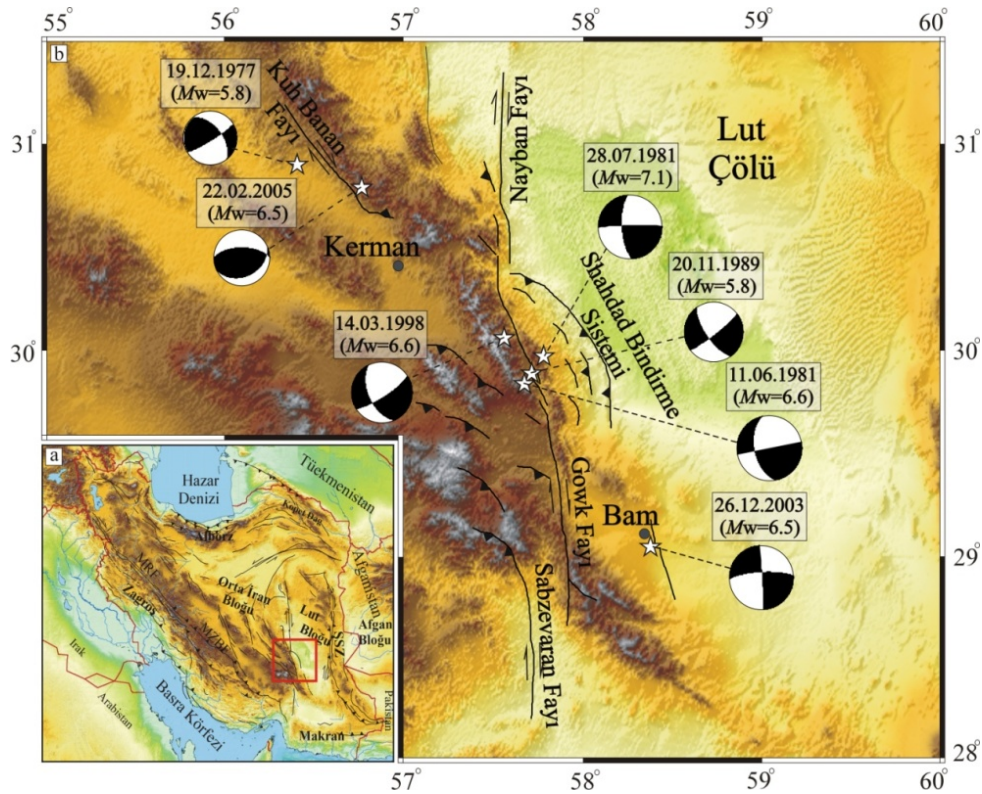 55°
56°
57°
58°
59°
60°
b
19.12.1977
(Mw=5.8)
Kuh Banan
Fayı
Nayban Fayı
Lut
Çölü
31°
31°
28.07.1981
(Mw=7.1)
22.02.2005
(Mw=6.5)
Kerman
20.11.1989
(Mw=5.8)
Shahdad Bindirme
Sistemi
14.03.1998
(Mw=6.6)
30°
30°
11.06.1981
(Mw=6.6)
a
Hazar
Denizi
Tüekmenistan
Kopet Dağ
Alborz
Gowk Fayı
Bam
26.12.2003
(Mw=6.5)
29°
MRF
Zagros
Orta İran
Bloğu
Lut
Bloğu
Afganistan
Afgan
Bloğu
SSZ
MZBF
Sabzevaran Fayı
Irak
Arabistan
Basra Körfezi
Pakistan
Makran
28°
57°
58°
59°
60°